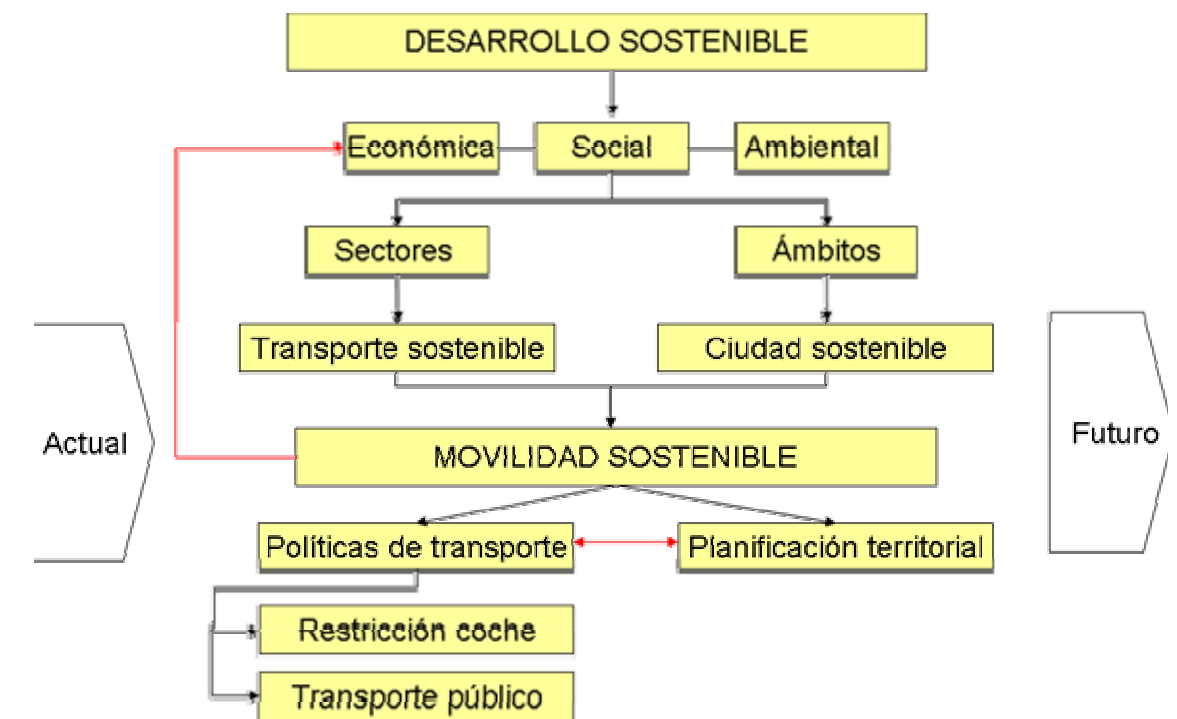 DESARROLLO SOSTENIBLE
Económica
Social
Ambiental
Sectores
Ámbitos
Transporte sostenible
Ciudad sostenible
Actual
Futuro
MOVILIDAD SOSTENIBLE
Políticas de transporte
Planificación territorial
Restricción coche
Transporte público